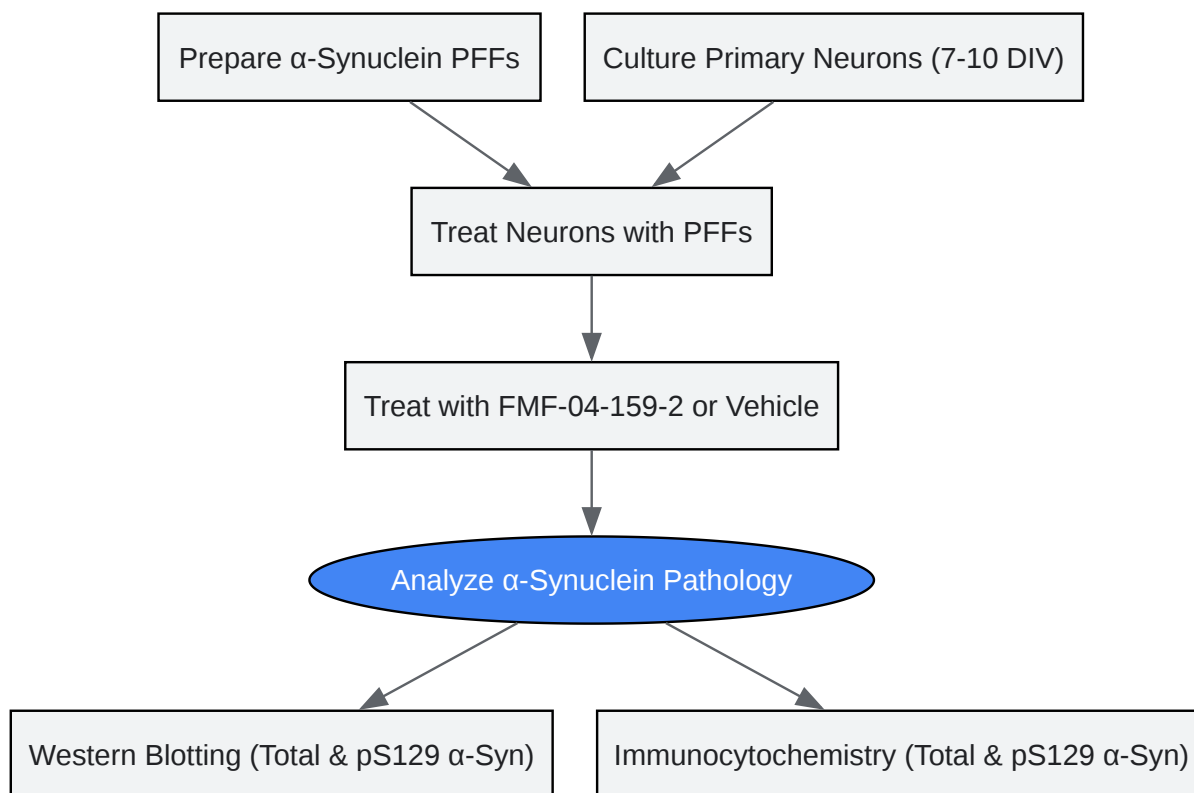 Prepare α-Synuclein PFFs
Culture Primary Neurons (7-10 DIV)
Treat Neurons with PFFs
Treat with FMF-04-159-2 or Vehicle
Analyze α-Synuclein Pathology
Western Blotting (Total & pS129 α-Syn)
Immunocytochemistry (Total & pS129 α-Syn)